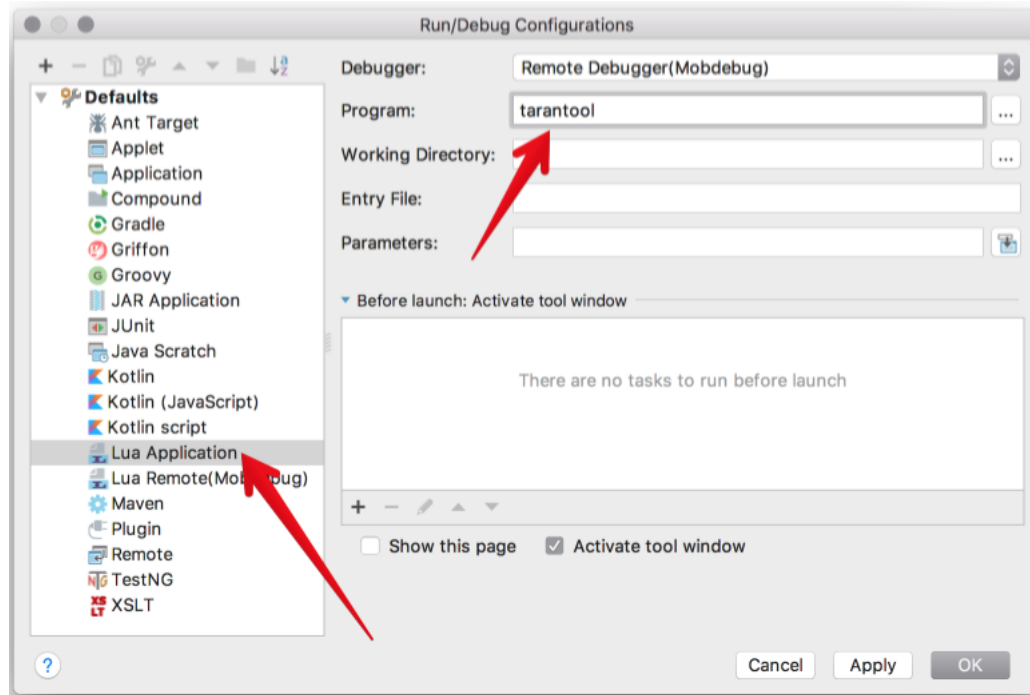 Run/Debug Configurations
Defaults
Ant Target
Applet
Application
Compound
Gradle
Griffon
Groovy
JAR Application
JUnit
Java Scratch
Kotlin
Kotlin (JavaScript)
Kotlin script
Lua Application
Lua Remote(Mobdebug)
Maven
Plugin
Remote
TestNG
XSLT
Debugger: Remote Debugger(Mobdebug)
Program: tarantool ...
Working Directory: ...
Entry File:
Parameters:
Before launch: Activate tool window
There are no tasks to run before launch
Show this page Activate tool window
? Cancel Apply OK